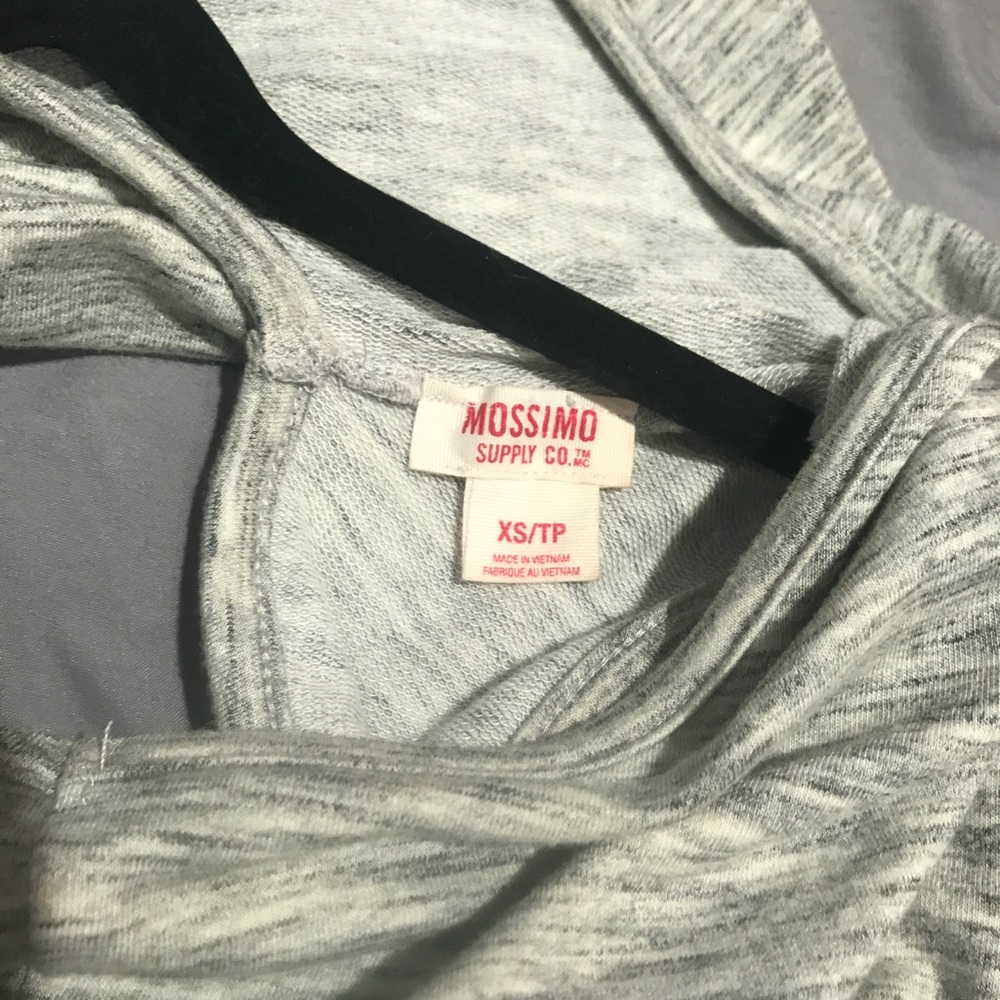 MOSSIMO
SUPPLY CO.™ MC
XS/TP
MADE IN VIETNAM
FABRIQUE AU VIETNAM